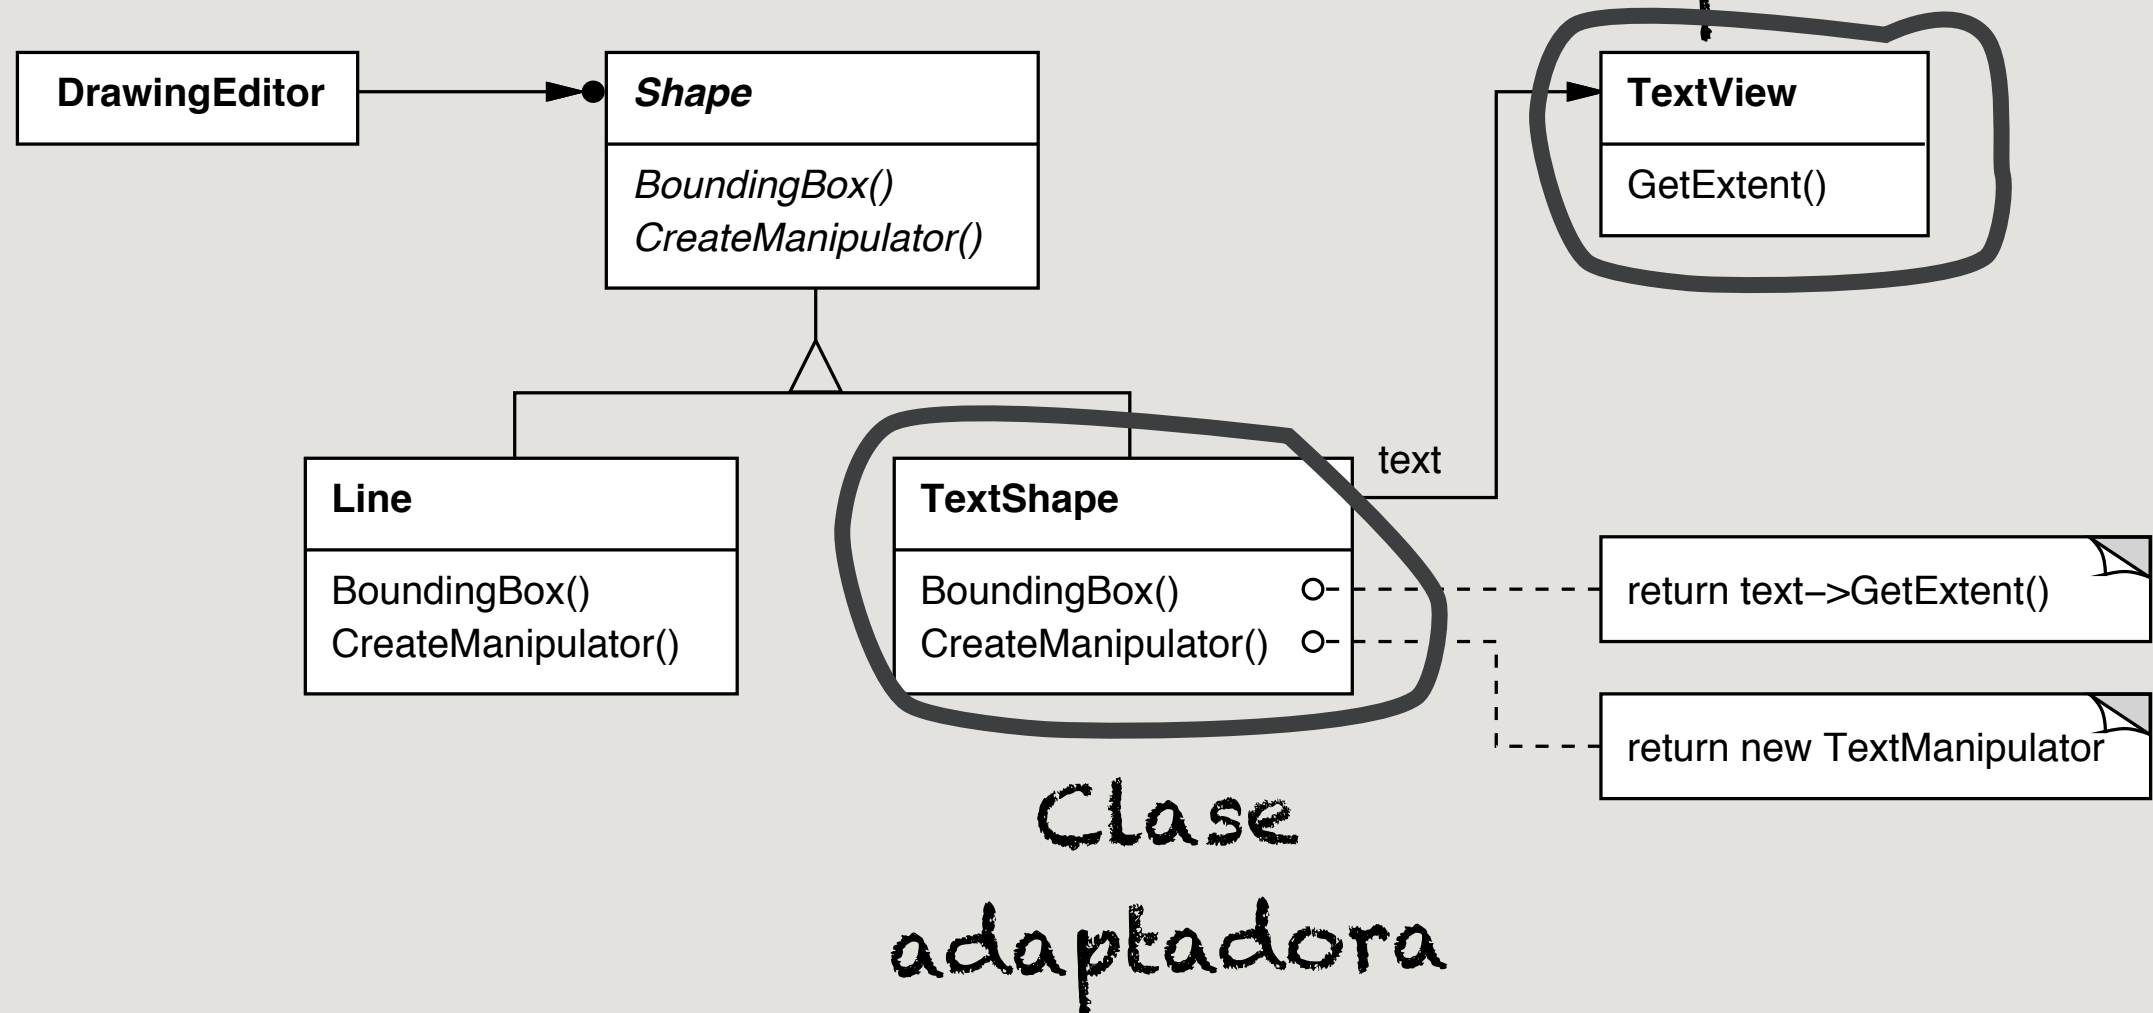 DrawingEditor
Shape
BoundingBox()
CreateManipulator()
TextView
GetExtent()
Line
BoundingBox()
CreateManipulator()
TextShape
BoundingBox()
CreateManipulator()
text
return text–>GetExtent()
return new TextManipulator
Clase
adaptadora